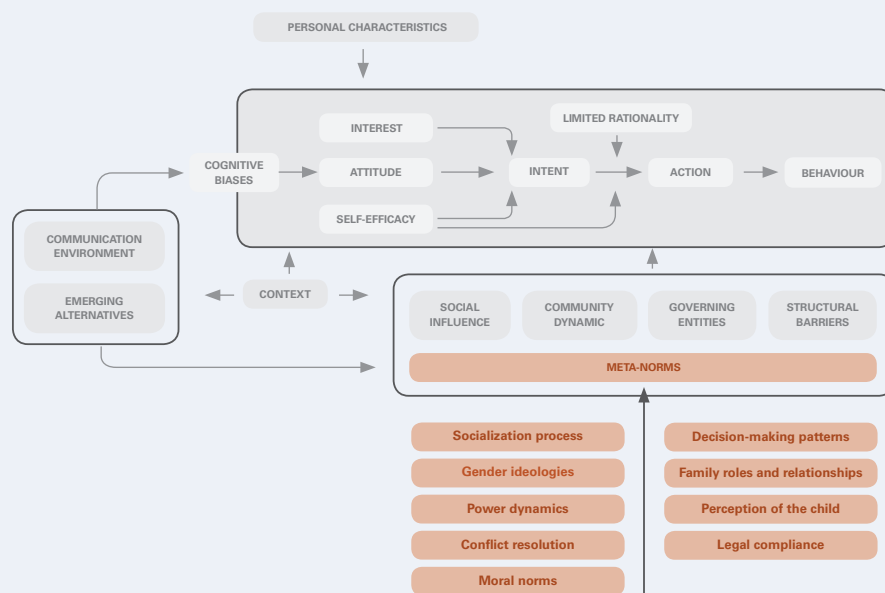 PERSONAL CHARACTERISTICS
LIMITED RATIONALITY
INTEREST
COGNITIVE
BIASES
ATTITUDE
INTENT
ACTION
BEHAVIOUR
SELF-EFFICACY
COMMUNICATION
ENVIRONMENT
EMERGING
ALTERNATIVES
CONTEXT
SOCIAL
INFLUENCE
COMMUNITY
DYNAMIC
GOVERNING
ENTITIES
STRUCTURAL
BARRIERS
META-NORMS
Socialization process
Gender ideologies
Power dynamics
Conflict resolution
Moral norms
Decision-making patterns
Family roles and relationships
Perception of the child
Legal compliance